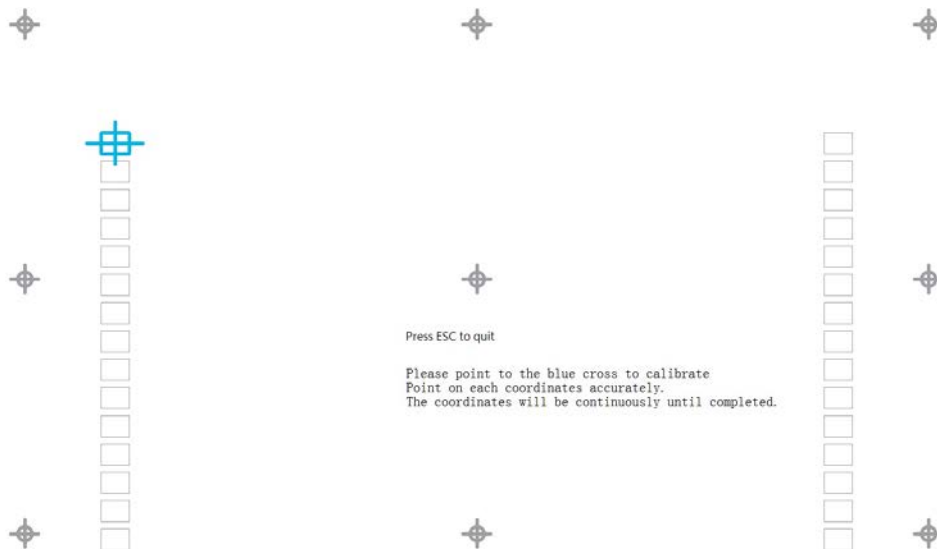 Press ESC to quit
Please point to the blue cross to calibrate
Point on each coordinates accurately.
The coordinates will be continuously until completed.